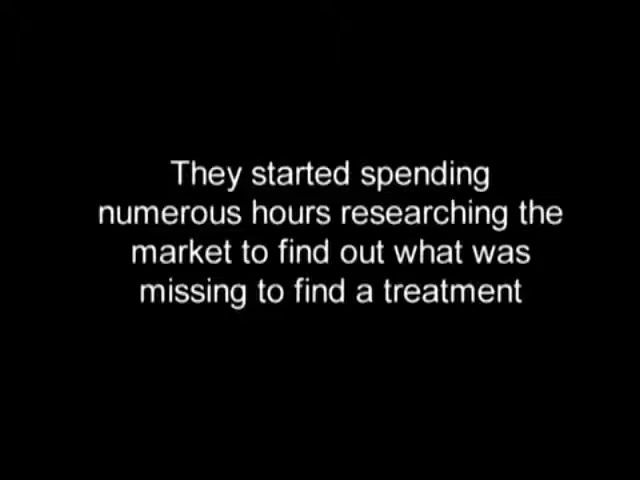 They started spending
numerous hours researching the
market to find out what was
missing to find a treatment